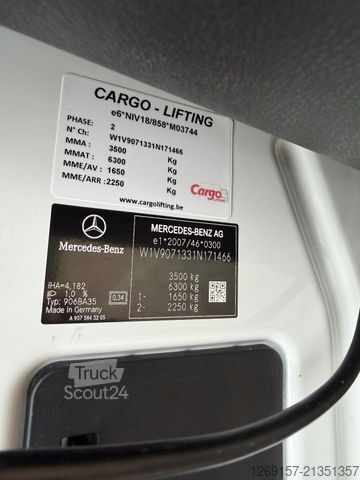 CARGO - LIFTING
e6*NIV18/858*M03744
PHASE: 2
N° Ch: W1V9071331N171466
MMA: 3500 Kg
MMAT: 6300 Kg
MME/AV: 1650 Kg
MME/ARR: 2250 Kg
Cargo
www.cargolifting.be
Mercedes-Benz
MERCEDES-BENZ AG
e1*2007/46*0300
W1V9071331N171466
3500 kg
6300 kg
1- 1650 kg
2- 2250 kg
iHA=4,182
1,0 %
0,34
Typ: 906BA35
Made in Germany
A 907 584 32 05
Truck
Scout24
1269157-21351357